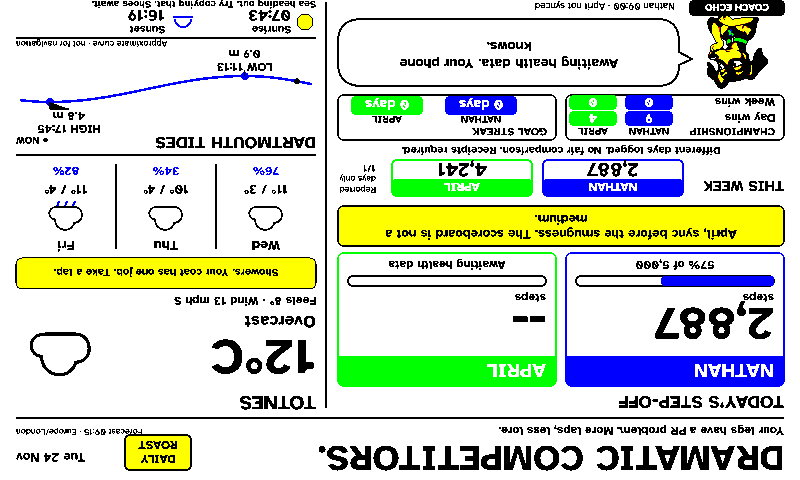 DRAMATIC COMPETITORS.
Your legs have a PR problem. More laps, less lore.
DAILY ROAST
Tue 24 Nov
Forecast 09:15 · Europe/London
TODAY'S STEP-OFF
NATHAN
2,887
steps
57% of 5,000
APRIL
--
steps
Awaiting health data
April, sync before the smugness. The scoreboard is not a
medium.
THIS WEEK
NATHAN
2,887
APRIL
4,241
Reported
days only
1/1
Different days logged. No fair comparison. Receipts required.
CHAMPIONSHIP
NATHAN
APRIL
Day wins
9
4
Week wins
0
0
GOAL STREAK
NATHAN
0 days
APRIL
0 days
COACH ECHO
Awaiting health data. Your phone
knows.
Nathan 09:00 · April not synced
TOTNES
12°C
Overcast
Feels 8° · Wind 13 mph S
Showers. Your coat has one job. Take a lap.
Wed
11° / 3°
76%
Thu
10° / 4°
34%
Fri
11° / 4°
82%
DARTMOUTH TIDES
• NOW
HIGH 17:45
4.8 m
LOW 11:13
0.9 m
Approximate curve · not for navigation
Sunrise
07:43
Sunset
16:19
Sea heading out. Try copying that. Shoes await.